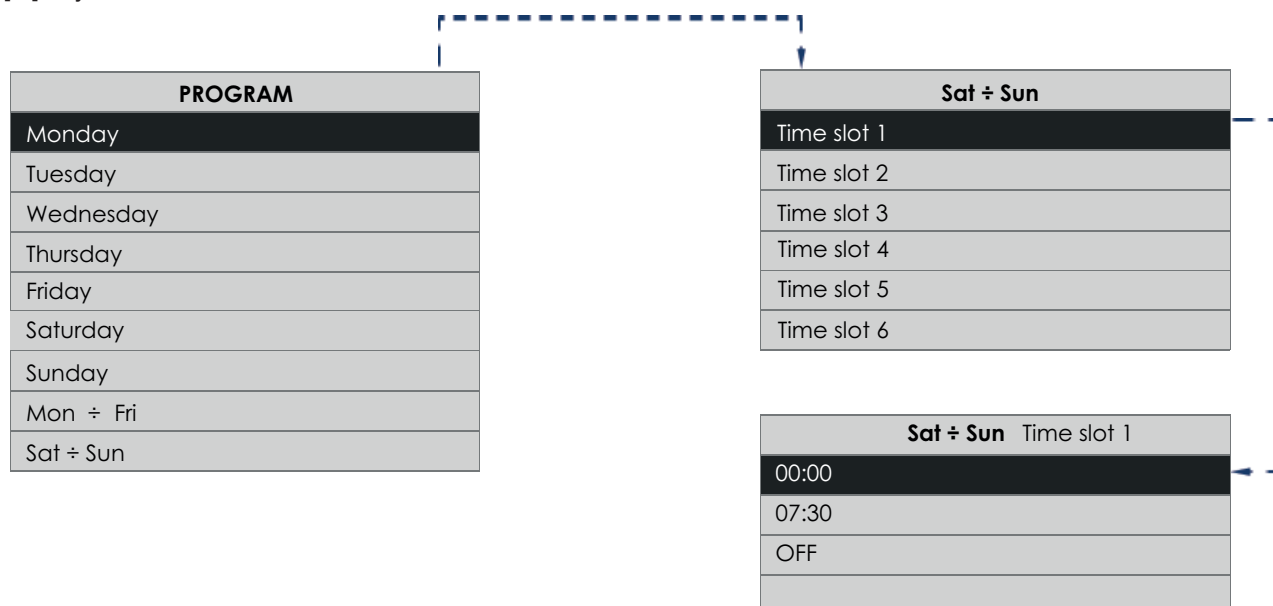 PROGRAM
Monday
Tuesday
Wednesday
Thursday
Friday
Saturday
Sunday
Mon ÷ Fri
Sat ÷ Sun
Sat ÷ Sun
Time slot 1
Time slot 2
Time slot 3
Time slot 4
Time slot 5
Time slot 6
Sat ÷ Sun Time slot 1
00:00
07:30
OFF